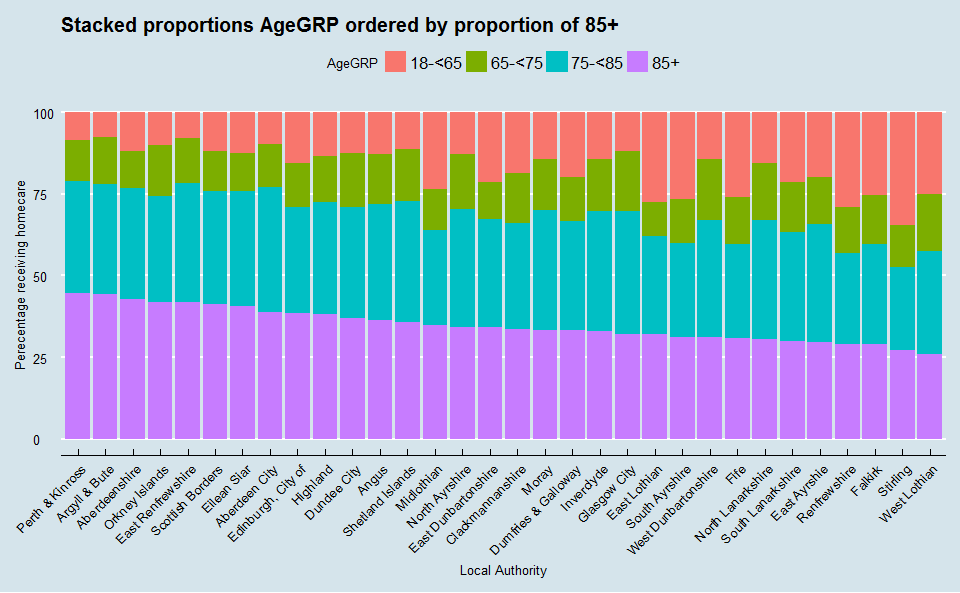 Stacked proportions AgeGRP ordered by proportion of 85+
AgeGRP 18-<65 65-<75 75-<85 85+
Perecentage receiving homecare
100
75
50
25
0
Perth & Kinross
Argyll & Bute
Aberdeenshire
Orkney Islands
East Renfrewshire
Scottish Borders
Eilean Siar
Aberdeen City
Edinburgh, City of
Highland
Dundee City
Angus
Shetland Islands
Midlothian
North Ayrshire
East Dunbartonshire
Clackmannanshire
Moray
Dumfries & Galloway
Inverclyde
Glasgow City
East Lothian
South Ayrshire
West Dunbartonshire
Fife
North Lanarkshire
South Lanarkshire
East Ayrshire
Renfrewshire
Falkirk
Stirling
West Lothian
Local Authority